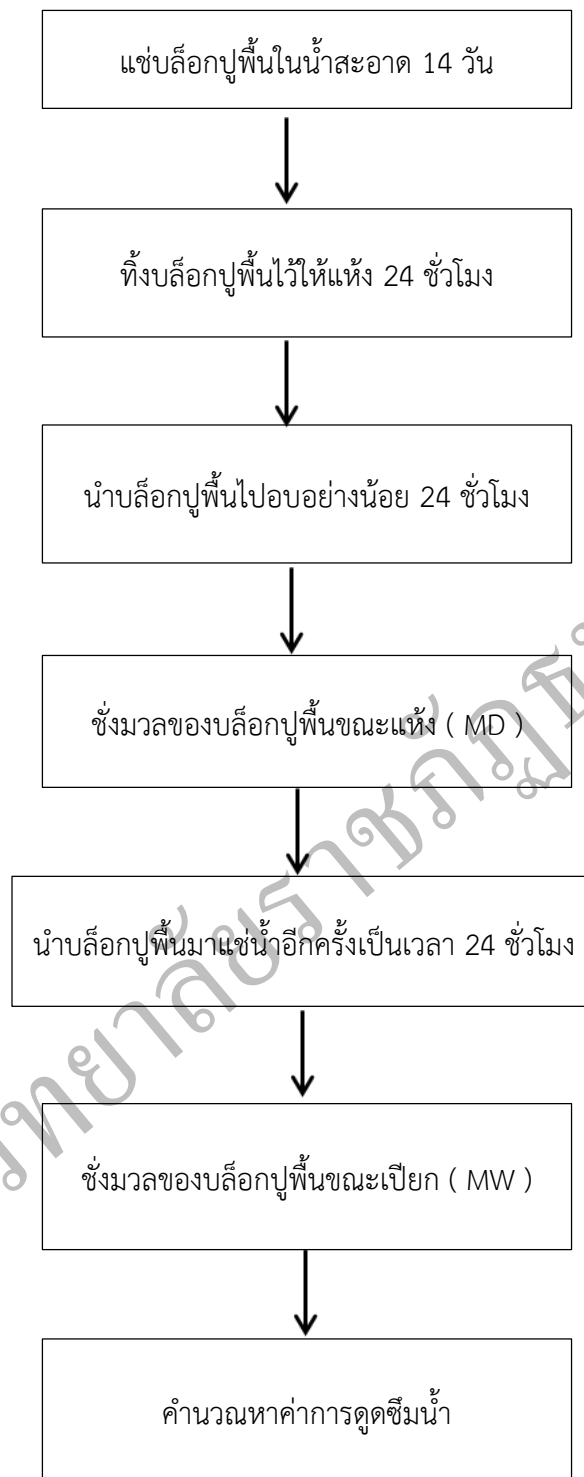 แช่บล็อกปูพื้นในน้ำสะอาด 14 วัน
ทิ้งบล็อกปูพื้นไว้ให้แห้ง 24 ชั่วโมง
นำบล็อกปูพื้นไปอบอย่างน้อย 24 ชั่วโมง
ชั่งมวลของบล็อกปูพื้นขณะแห้ง ( MD )
นำบล็อกปูพื้นมาแช่น้ำอีกครั้งเป็นเวลา 24 ชั่วโมง
ชั่งมวลของบล็อกปูพื้นขณะเปียก ( MW )
คำนวณหาค่าการดูดซึมน้ำ